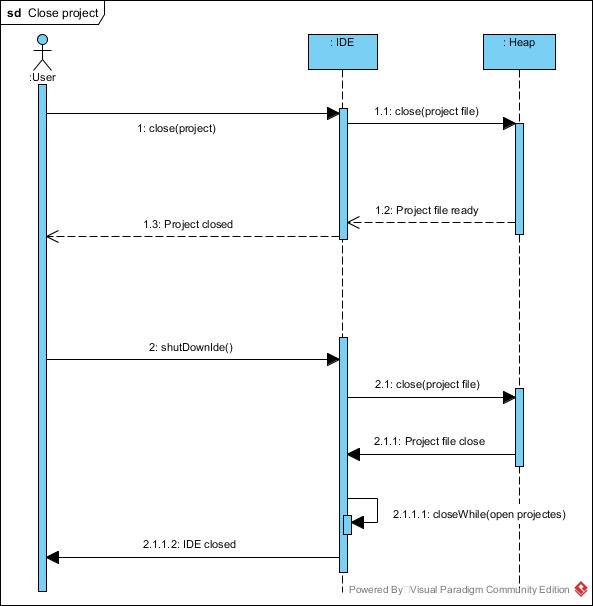 sd Close project
: IDE
: Heap
:User
1.1: close(project file)
1: close(project)
1.2: Project file ready
1.3: Project closed
2: shutDownIde()
2.1: close(project file)
2.1.1: Project file close
2.1.1.1: closeWhile(open projectes)
2.1.1.2: IDE closed
Powered By Visual Paradigm Community Edition